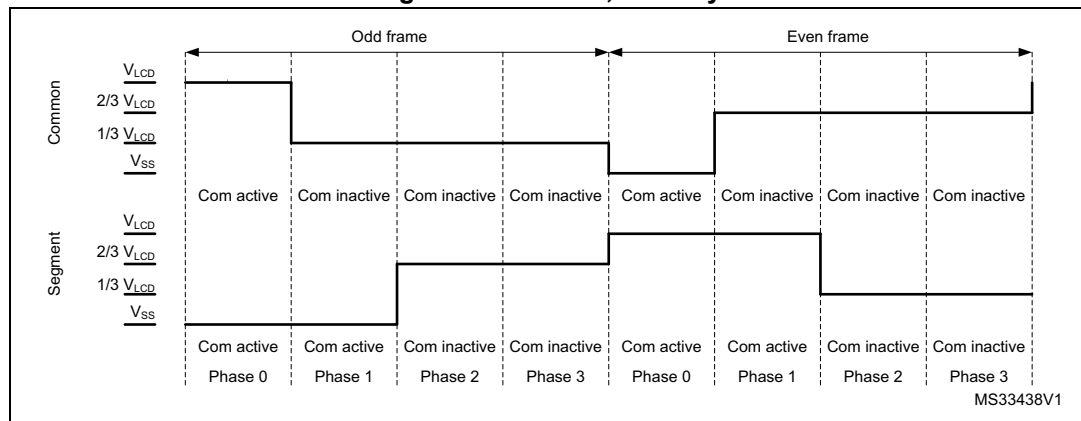 Odd frame Even frame
Common
VLCD
2/3 VLCD
1/3 VLCD
VSS
Com active Com inactive Com inactive Com inactive Com active Com inactive Com inactive Com inactive
Segment
VLCD
2/3 VLCD
1/3 VLCD
VSS
Com active Com active Com inactive Com inactive Com active Com active Com inactive Com inactive
Phase 0 Phase 1 Phase 2 Phase 3 Phase 0 Phase 1 Phase 2 Phase 3
MS33438V1